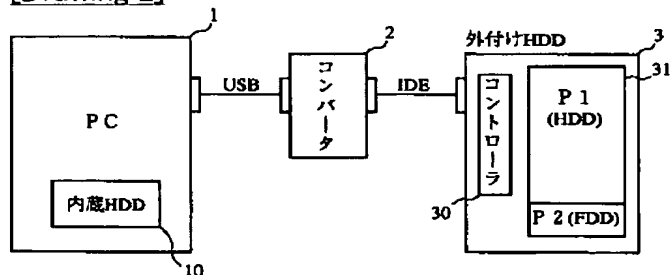 [Drawing 2]
1
PC
内蔵HDD
10
USB
2
コンバータ
IDE
外付けHDD
3
コントローラ
30
31
P1
(HDD)
P2(FDD)